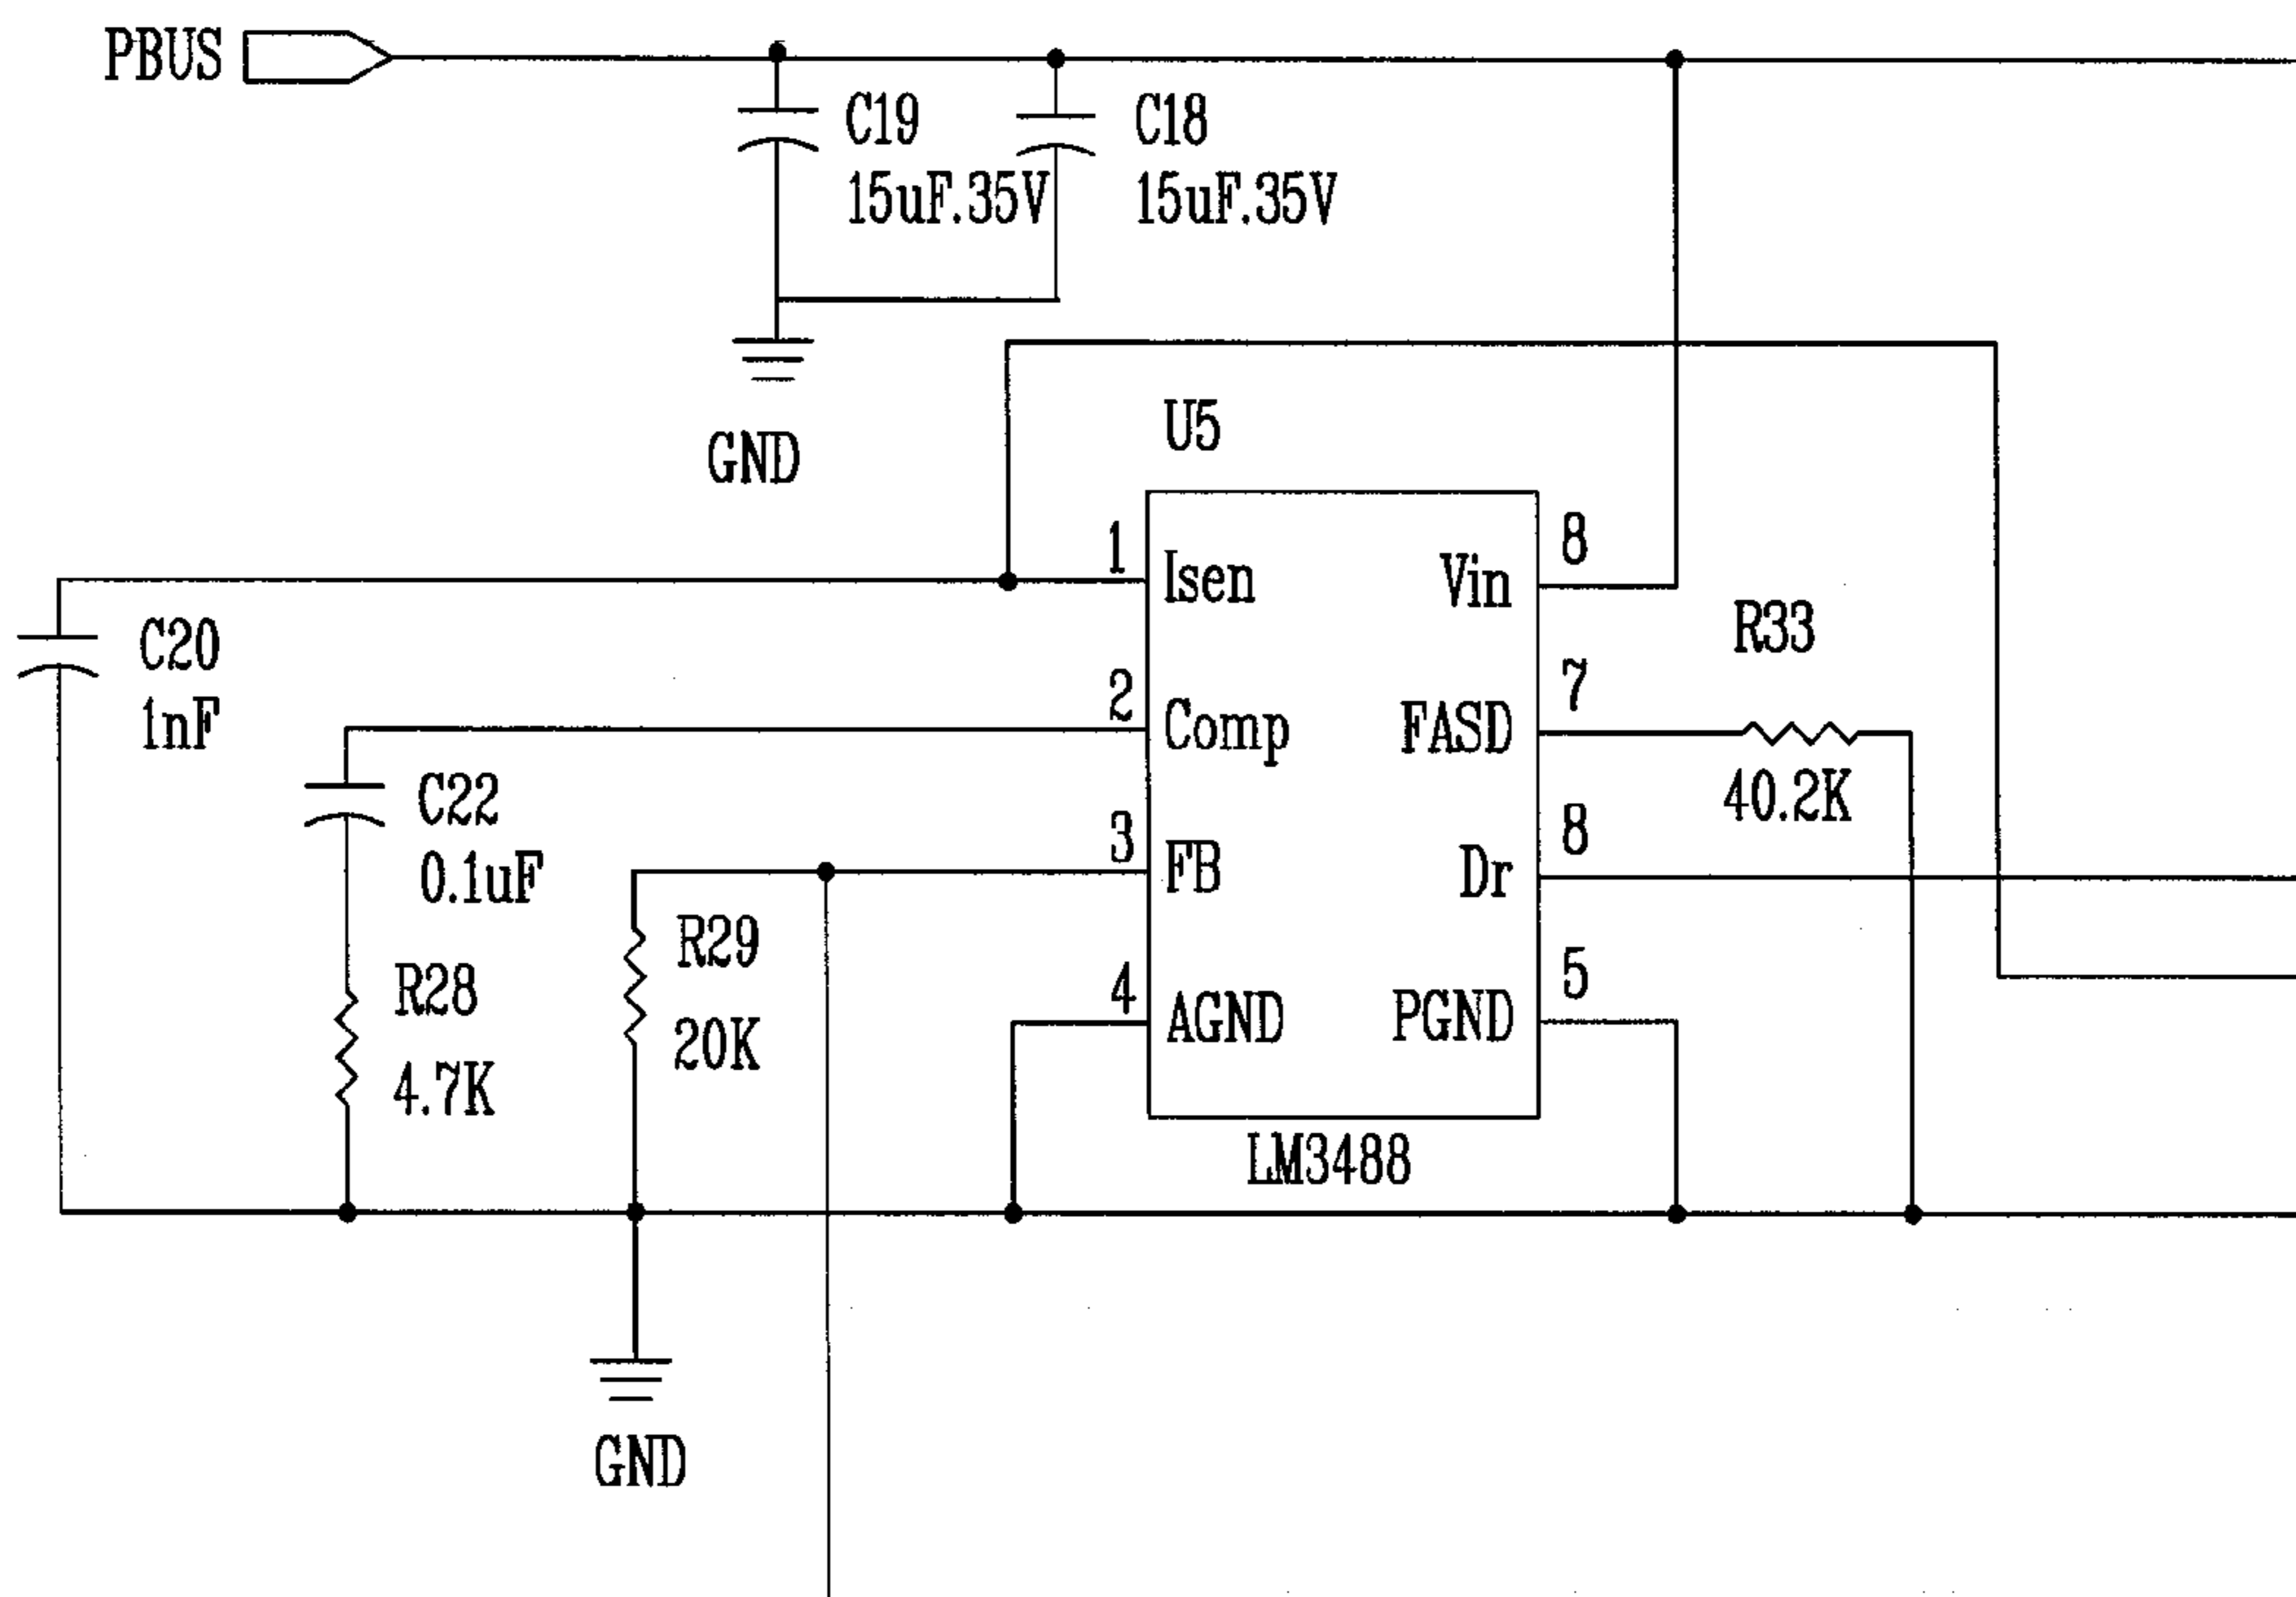 PBUS
C19
15uF.35V
C18
15uF.35V
GND
U5
1
Isen
Vin
8
C20
1nF
2
Comp
FASD
7
R33
40.2K
C22
0.1uF
3
FB
Dr
8
R29
20K
R28
4.7K
4
AGND
PGND
5
LM3488
GND